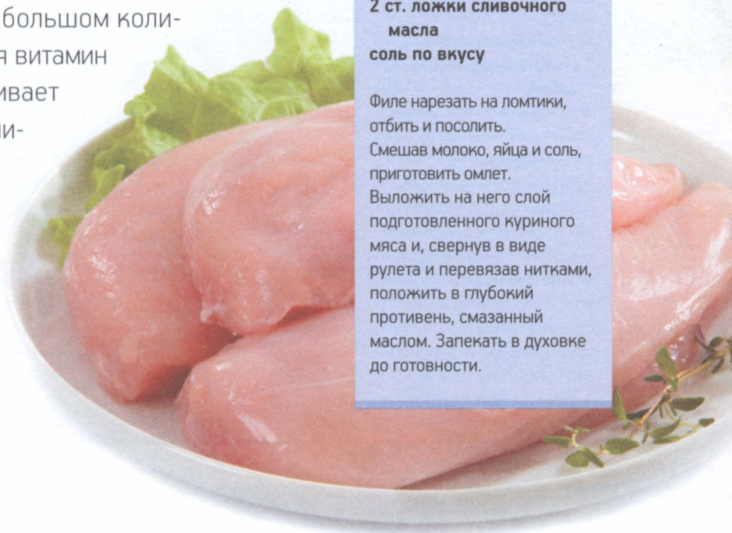 большом коли-
я витамин
ивает
ни-
2 ст. ложки сливочного
масла
соль по вкусу
Филе нарезать на ломтики,
отбить и посолить.
Смешав молоко, яйца и соль,
приготовить омлет.
Выложить на него слой
подготовленного куриного
мяса и, свернув в виде
рулета и перевязав нитками,
положить в глубокий
противень, смазанный
маслом. Запекать в духовке
до готовности.